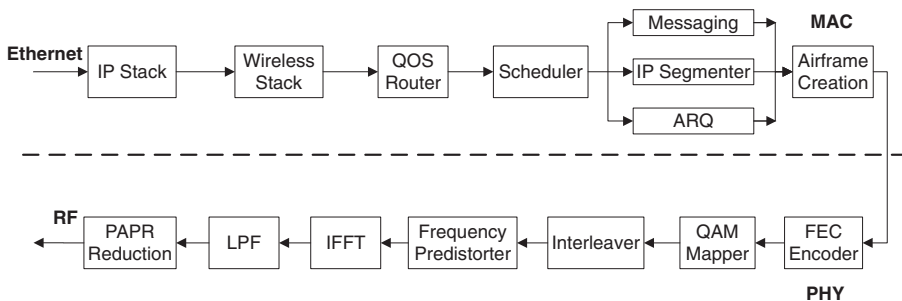 Ethernet
IP Stack
Wireless
Stack
QOS
Router
Scheduler
Messaging
IP Segmenter
ARQ
MAC
Airframe
Creation
RF
PAPR
Reduction
LPF
IFFT
Frequency
Predistorter
Interleaver
QAM
Mapper
FEC
Encoder
PHY